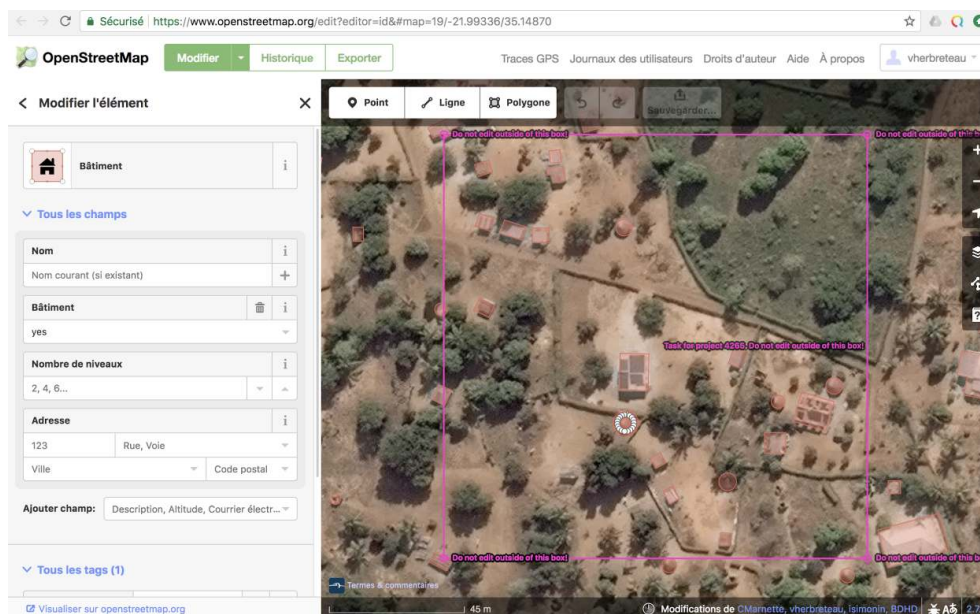 Sécurisé | https://www.openstreetmap.org/edit?editor=id&#map=19/-21.99336/35.14870
OpenStreetMap Modifier Historique Exporter Traces GPS Journaux des utilisateurs Droits d'auteur Aide À propos vherbreteau
Modifier l'élément
Point Ligne Polygone Sauvegarder...
Do not edit outside of this box! Do not edit outside of this b
Bâtiment
Tous les champs
Nom
Nom courant (si existant)
Bâtiment
yes
Task for project 4265. Do not edit outside of this box!
Nombre de niveaux
2, 4, 6...
Adresse
123 Rue, Voie
Ville Code postal
Ajouter champ: Description, Altitude, Courrier électr...
Do not edit outside of this box! Do not edit outside of this b
Tous les tags (1)
Termes & commentaires
Visualiser sur openstreetmap.org
45 m
Modifications de CMarnette, vherbreteau, isimonin, BDHD